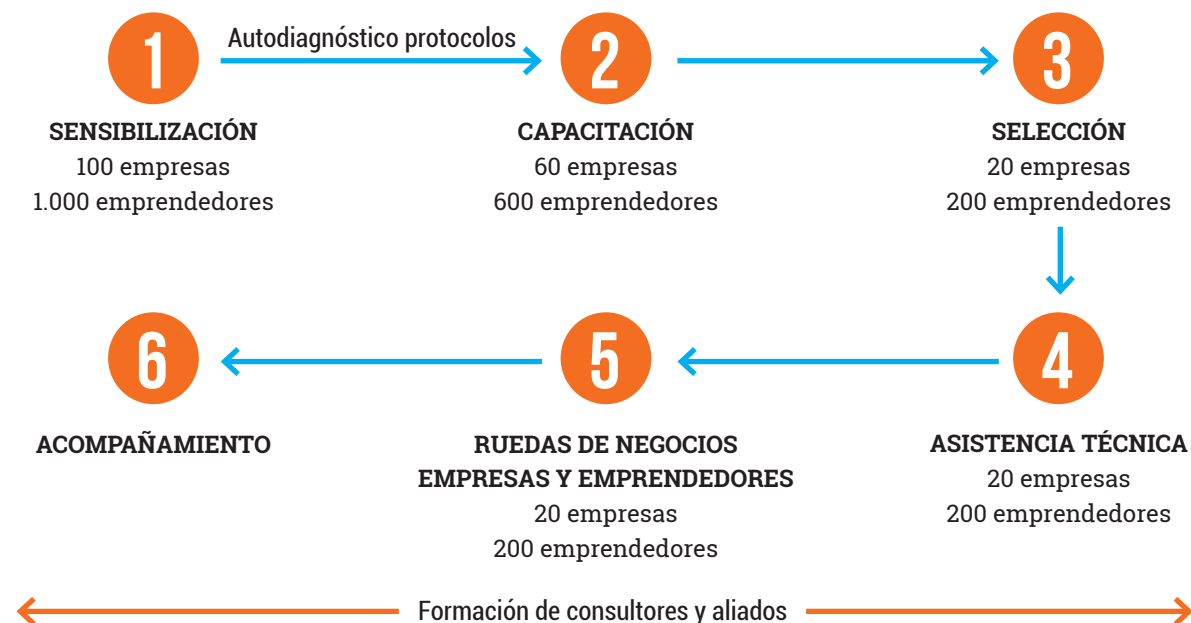 1
Autodiagnóstico protocolos
2
3
SENSIBILIZACIÓN
100 empresas
1.000 emprendedores
CAPACITACIÓN
60 empresas
600 emprendedores
SELECCIÓN
20 empresas
200 emprendedores
4
ASISTENCIA TÉCNICA
20 empresas
200 emprendedores
5
RUEDAS DE NEGOCIOS
EMPRESAS Y EMPRENDEDORES
20 empresas
200 emprendedores
6
ACOMPAÑAMIENTO
Formación de consultores y aliados